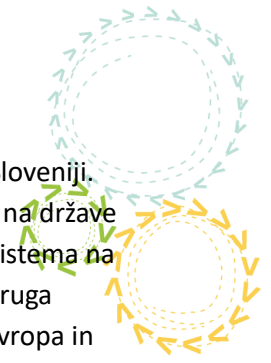 loveniji.
na države
istema na
ruga
vropa in